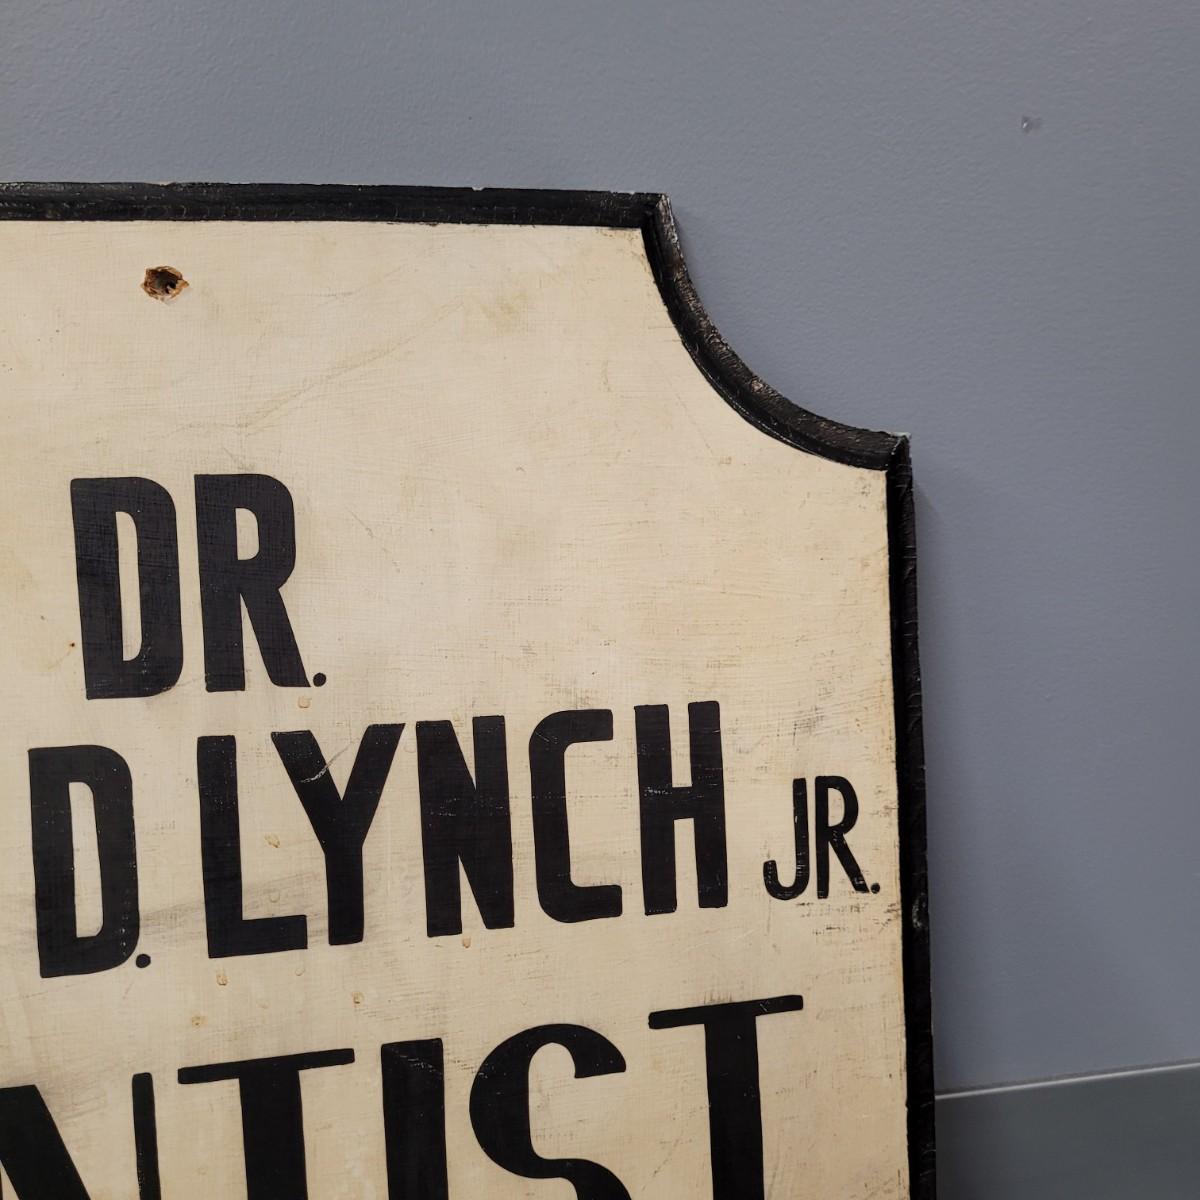 DR.
D. LYNCH JR.
NTIST